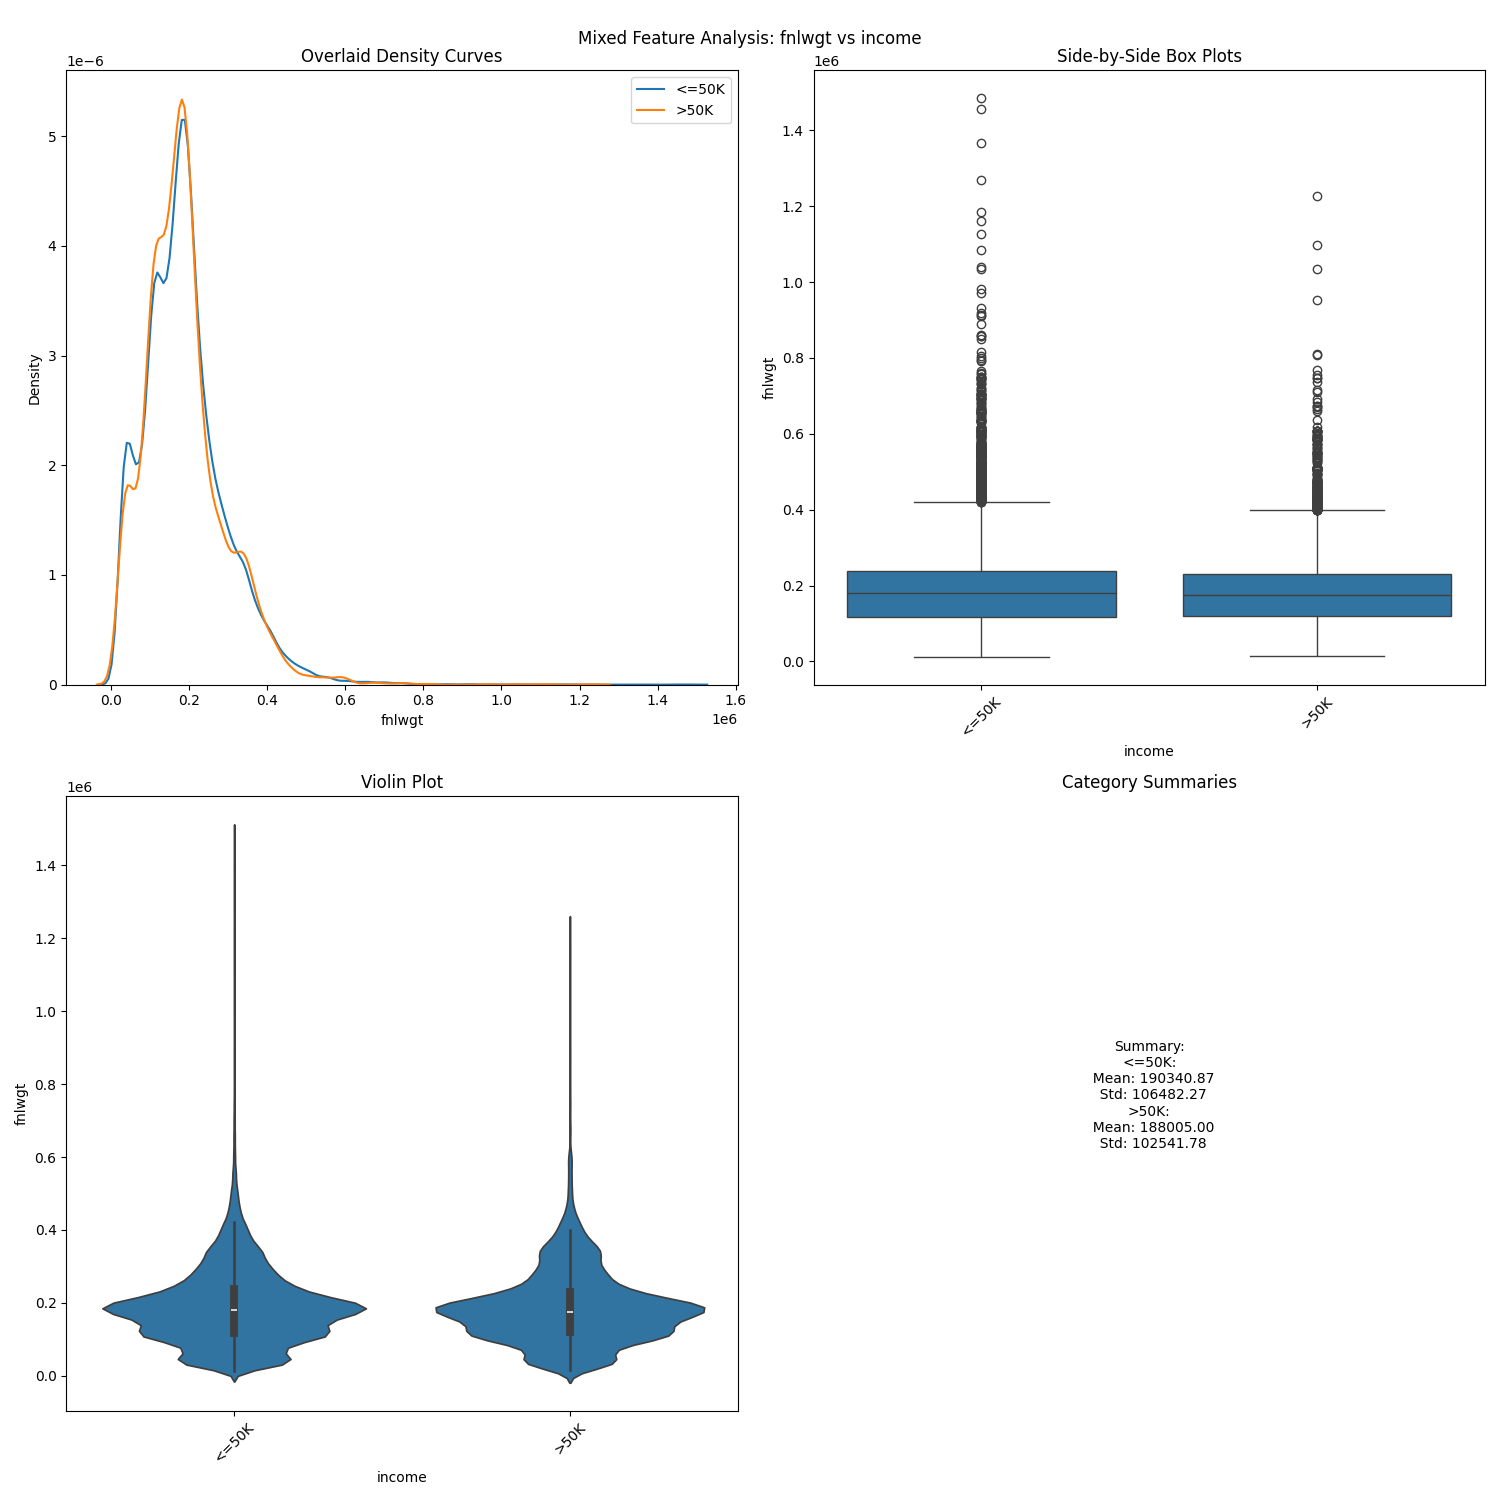 Mixed Feature Analysis: fnlwgt vs income
Overlaid Density Curves
1e−6
<=50K
>50K
5
4
3
2
1
0
Density
0.0 0.2 0.4 0.6 0.8 1.0 1.2 1.4 1.6
1e6
fnlwgt
Side-by-Side Box Plots
1e6
1.4
1.2
1.0
0.8
0.6
0.4
0.2
0.0
fnlwgt
<=50K >50K
income
Violin Plot
1e6
1.4
1.2
1.0
0.8
0.6
0.4
0.2
0.0
fnlwgt
<=50K >50K
income
Category Summaries
Summary:
<=50K:
Mean: 190340.87
Std: 106482.27
>50K:
Mean: 188005.00
Std: 102541.78